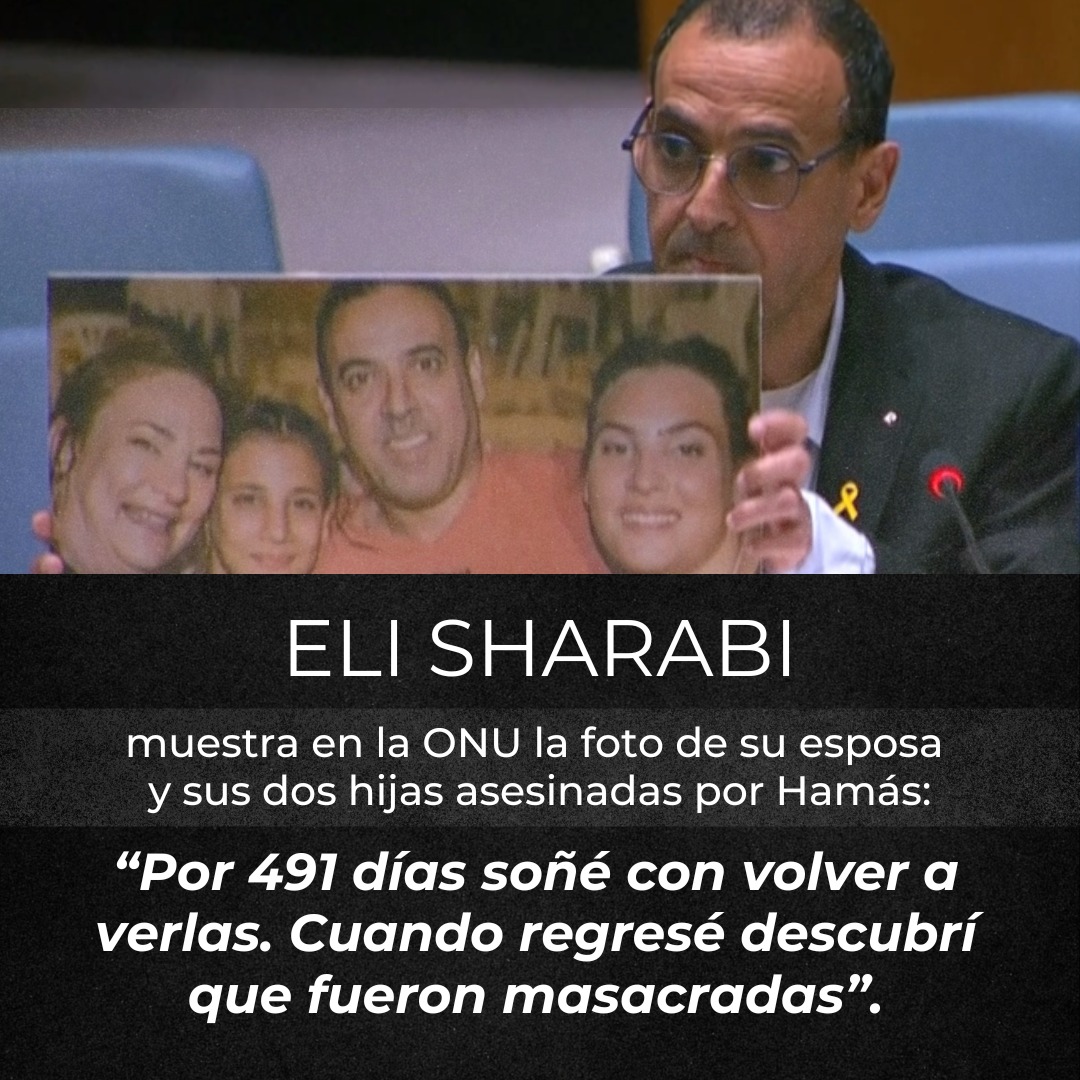 ELI SHARABI
muestra en la ONU la foto de su esposa
y sus dos hijas asesinadas por Hamás:
“Por 491 días soñé con volver a
verlas. Cuando regresé descubrí
que fueron masacradas”.